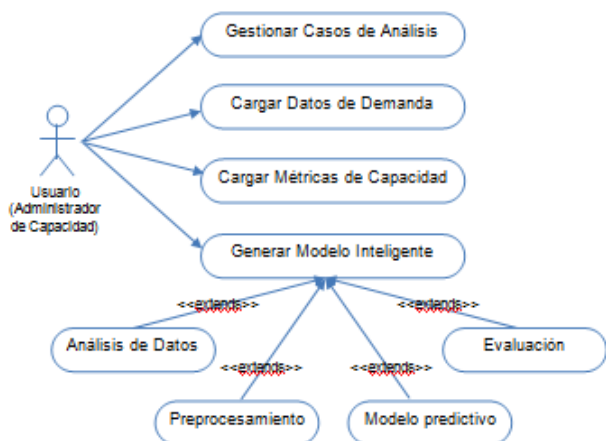 Gestionar Casos de Análisis
Cargar Datos de Demanda
Cargar Métricas de Capacidad
Usuario
(Administrador
de Capacidad)
Generar Modelo Inteligente
<<extends>>
<<extends>>
Análisis de Datos
Evaluación
<<extends>>
<<extends>>
Preprocesamiento
Modelo predictivo